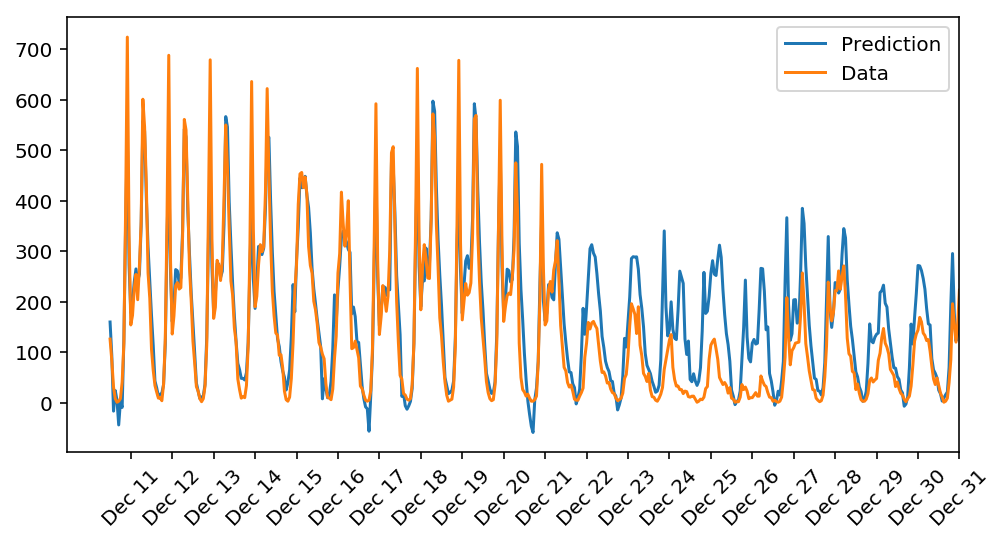 700
600
500
400
300
200
100
0
Prediction
Data
Dec 11
Dec 12
Dec 13
Dec 14
Dec 15
Dec 16
Dec 17
Dec 18
Dec 19
Dec 20
Dec 21
Dec 22
Dec 23
Dec 24
Dec 25
Dec 26
Dec 27
Dec 28
Dec 29
Dec 30
Dec 31